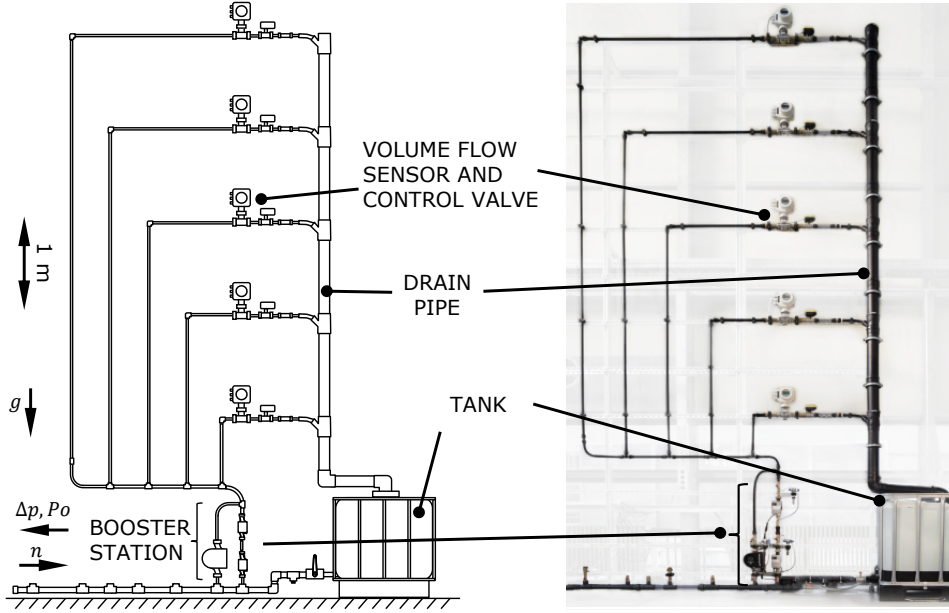 VOLUME FLOW
SENSOR AND
CONTROL VALVE
1 m
DRAIN
PIPE
g
TANK
Δp, Po
BOOSTER
STATION
n